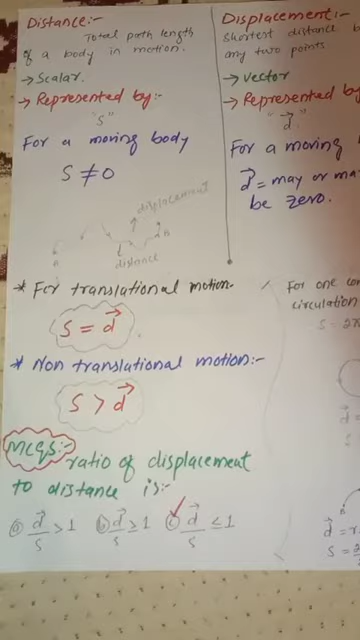 Distance:-
Total path length
of a body in motion.
→ Scalar.
→ Represented by:
"S"
For a moving body
S ≠ 0
displacement
A
B
distance
Displacement:-
shortest distance b
any two points
→ vector
→ Represented by
"d⃗"
For a moving
d⃗ = may or ma
be zero.
* For translational motion.
S = d⃗
* Non translational motion:-
S > d⃗
For one com
circulation
S = 2π
d⃗ =
S
MCQS:- ratio of displacement
to distance is:-
ⓐ d⃗/S > 1 ⓑ d⃗/S ≥ 1 ⓒ d⃗/S ≤ 1
d⃗ = r
S =